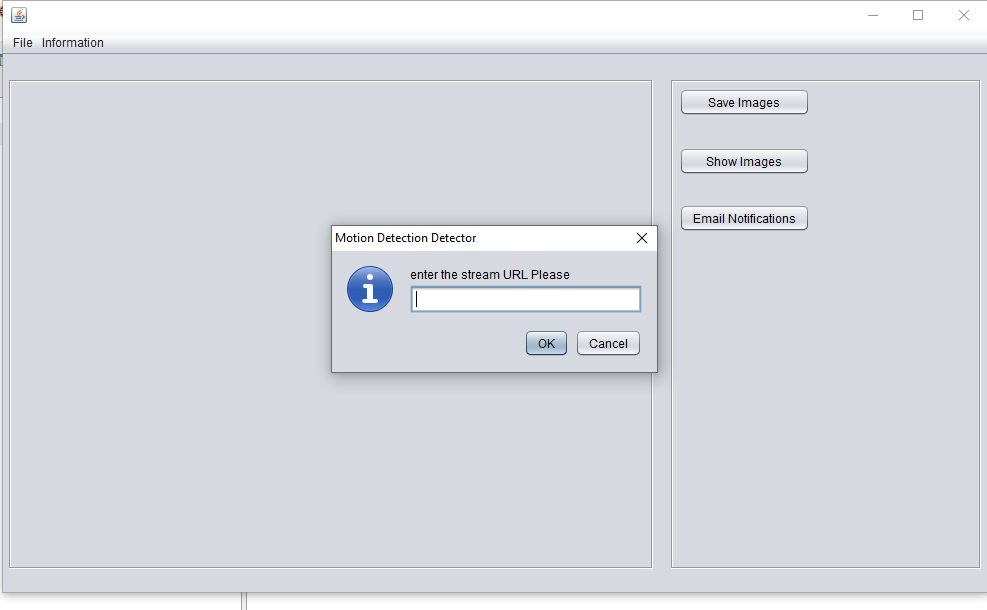 File Information
Save Images
Show Images
Email Notifications
Motion Detection Detector
enter the stream URL Please
OK Cancel